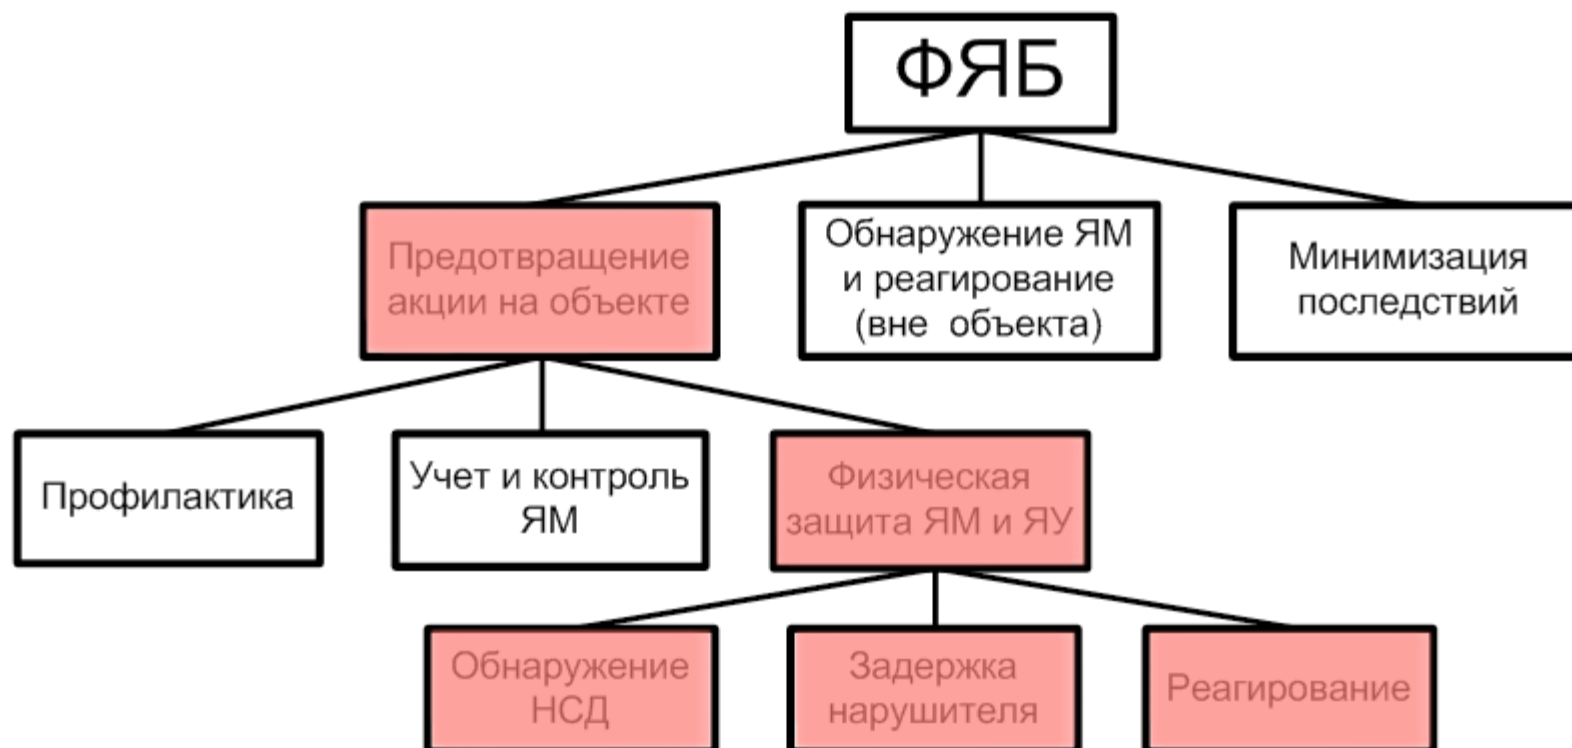 ФЯБ
Предотвращение
акции на объекте
Обнаружение ЯМ
и реагирование
(вне объекта)
Минимизация
последствий
Профилактика
Учет и контроль
ЯМ
Физическая
защита ЯМ и ЯУ
Обнаружение
НСД
Задержка
нарушителя
Реагирование